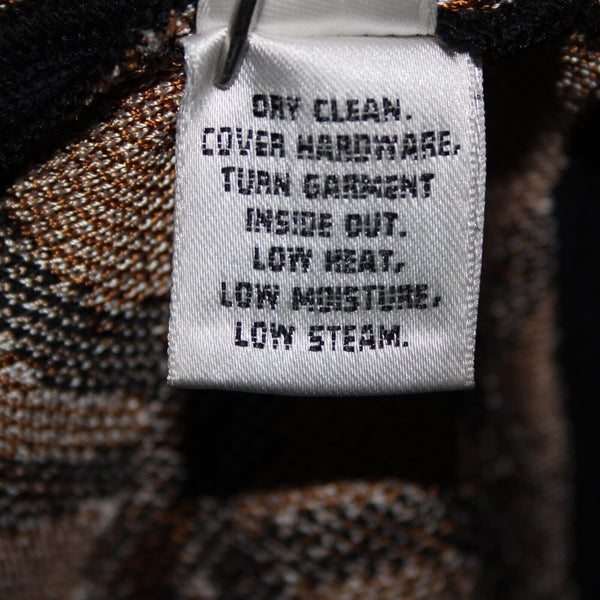 DRY CLEAN.
COVER HARDWARE,
TURN GARMENT
INSIDE OUT.
LOW HEAT,
LOW MOISTURE,
LOW STEAM.